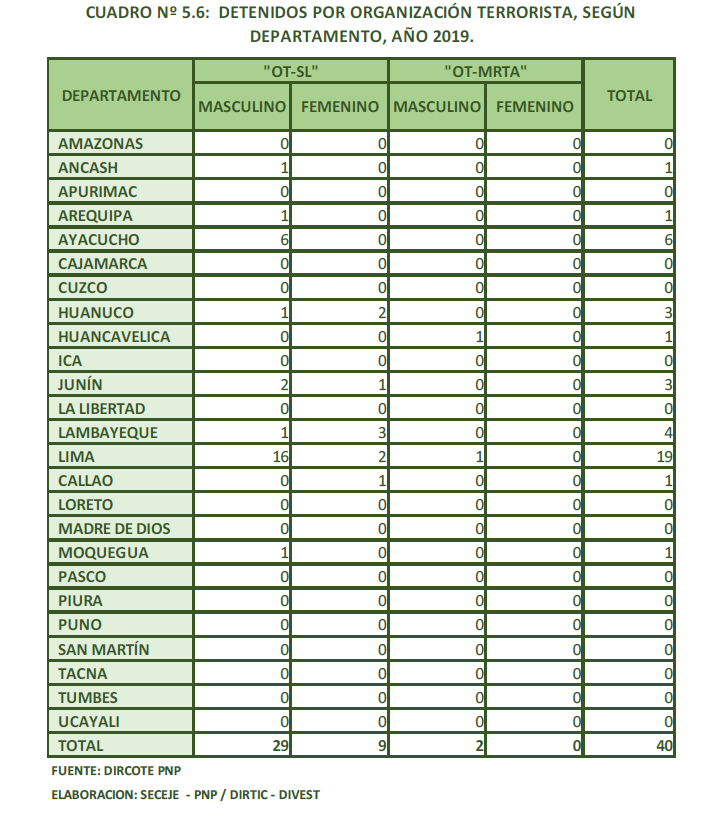 CUADRO Nº 5.6: DETENIDOS POR ORGANIZACIÓN TERRORISTA, SEGÚN
DEPARTAMENTO, AÑO 2019.
DEPARTAMENTO "OT-SL" "OT-MRTA" TOTAL
MASCULINO FEMENINO MASCULINO FEMENINO
AMAZONAS 0 0 0 0 0
ANCASH 1 0 0 0 1
APURIMAC 0 0 0 0 0
AREQUIPA 1 0 0 0 1
AYACUCHO 6 0 0 0 6
CAJAMARCA 0 0 0 0 0
CUZCO 0 0 0 0 0
HUANUCO 1 2 0 0 3
HUANCAVELICA 0 0 1 0 1
ICA 0 0 0 0 0
JUNÍN 2 1 0 0 3
LA LIBERTAD 0 0 0 0 0
LAMBAYEQUE 1 3 0 0 4
LIMA 16 2 1 0 19
CALLAO 0 1 0 0 1
LORETO 0 0 0 0 0
MADRE DE DIOS 0 0 0 0 0
MOQUEGUA 1 0 0 0 1
PASCO 0 0 0 0 0
PIURA 0 0 0 0 0
PUNO 0 0 0 0 0
SAN MARTÍN 0 0 0 0 0
TACNA 0 0 0 0 0
TUMBES 0 0 0 0 0
UCAYALI 0 0 0 0 0
TOTAL 29 9 2 0 40
FUENTE: DIRCOTE PNP
ELABORACION: SECEJE - PNP / DIRTIC - DIVEST